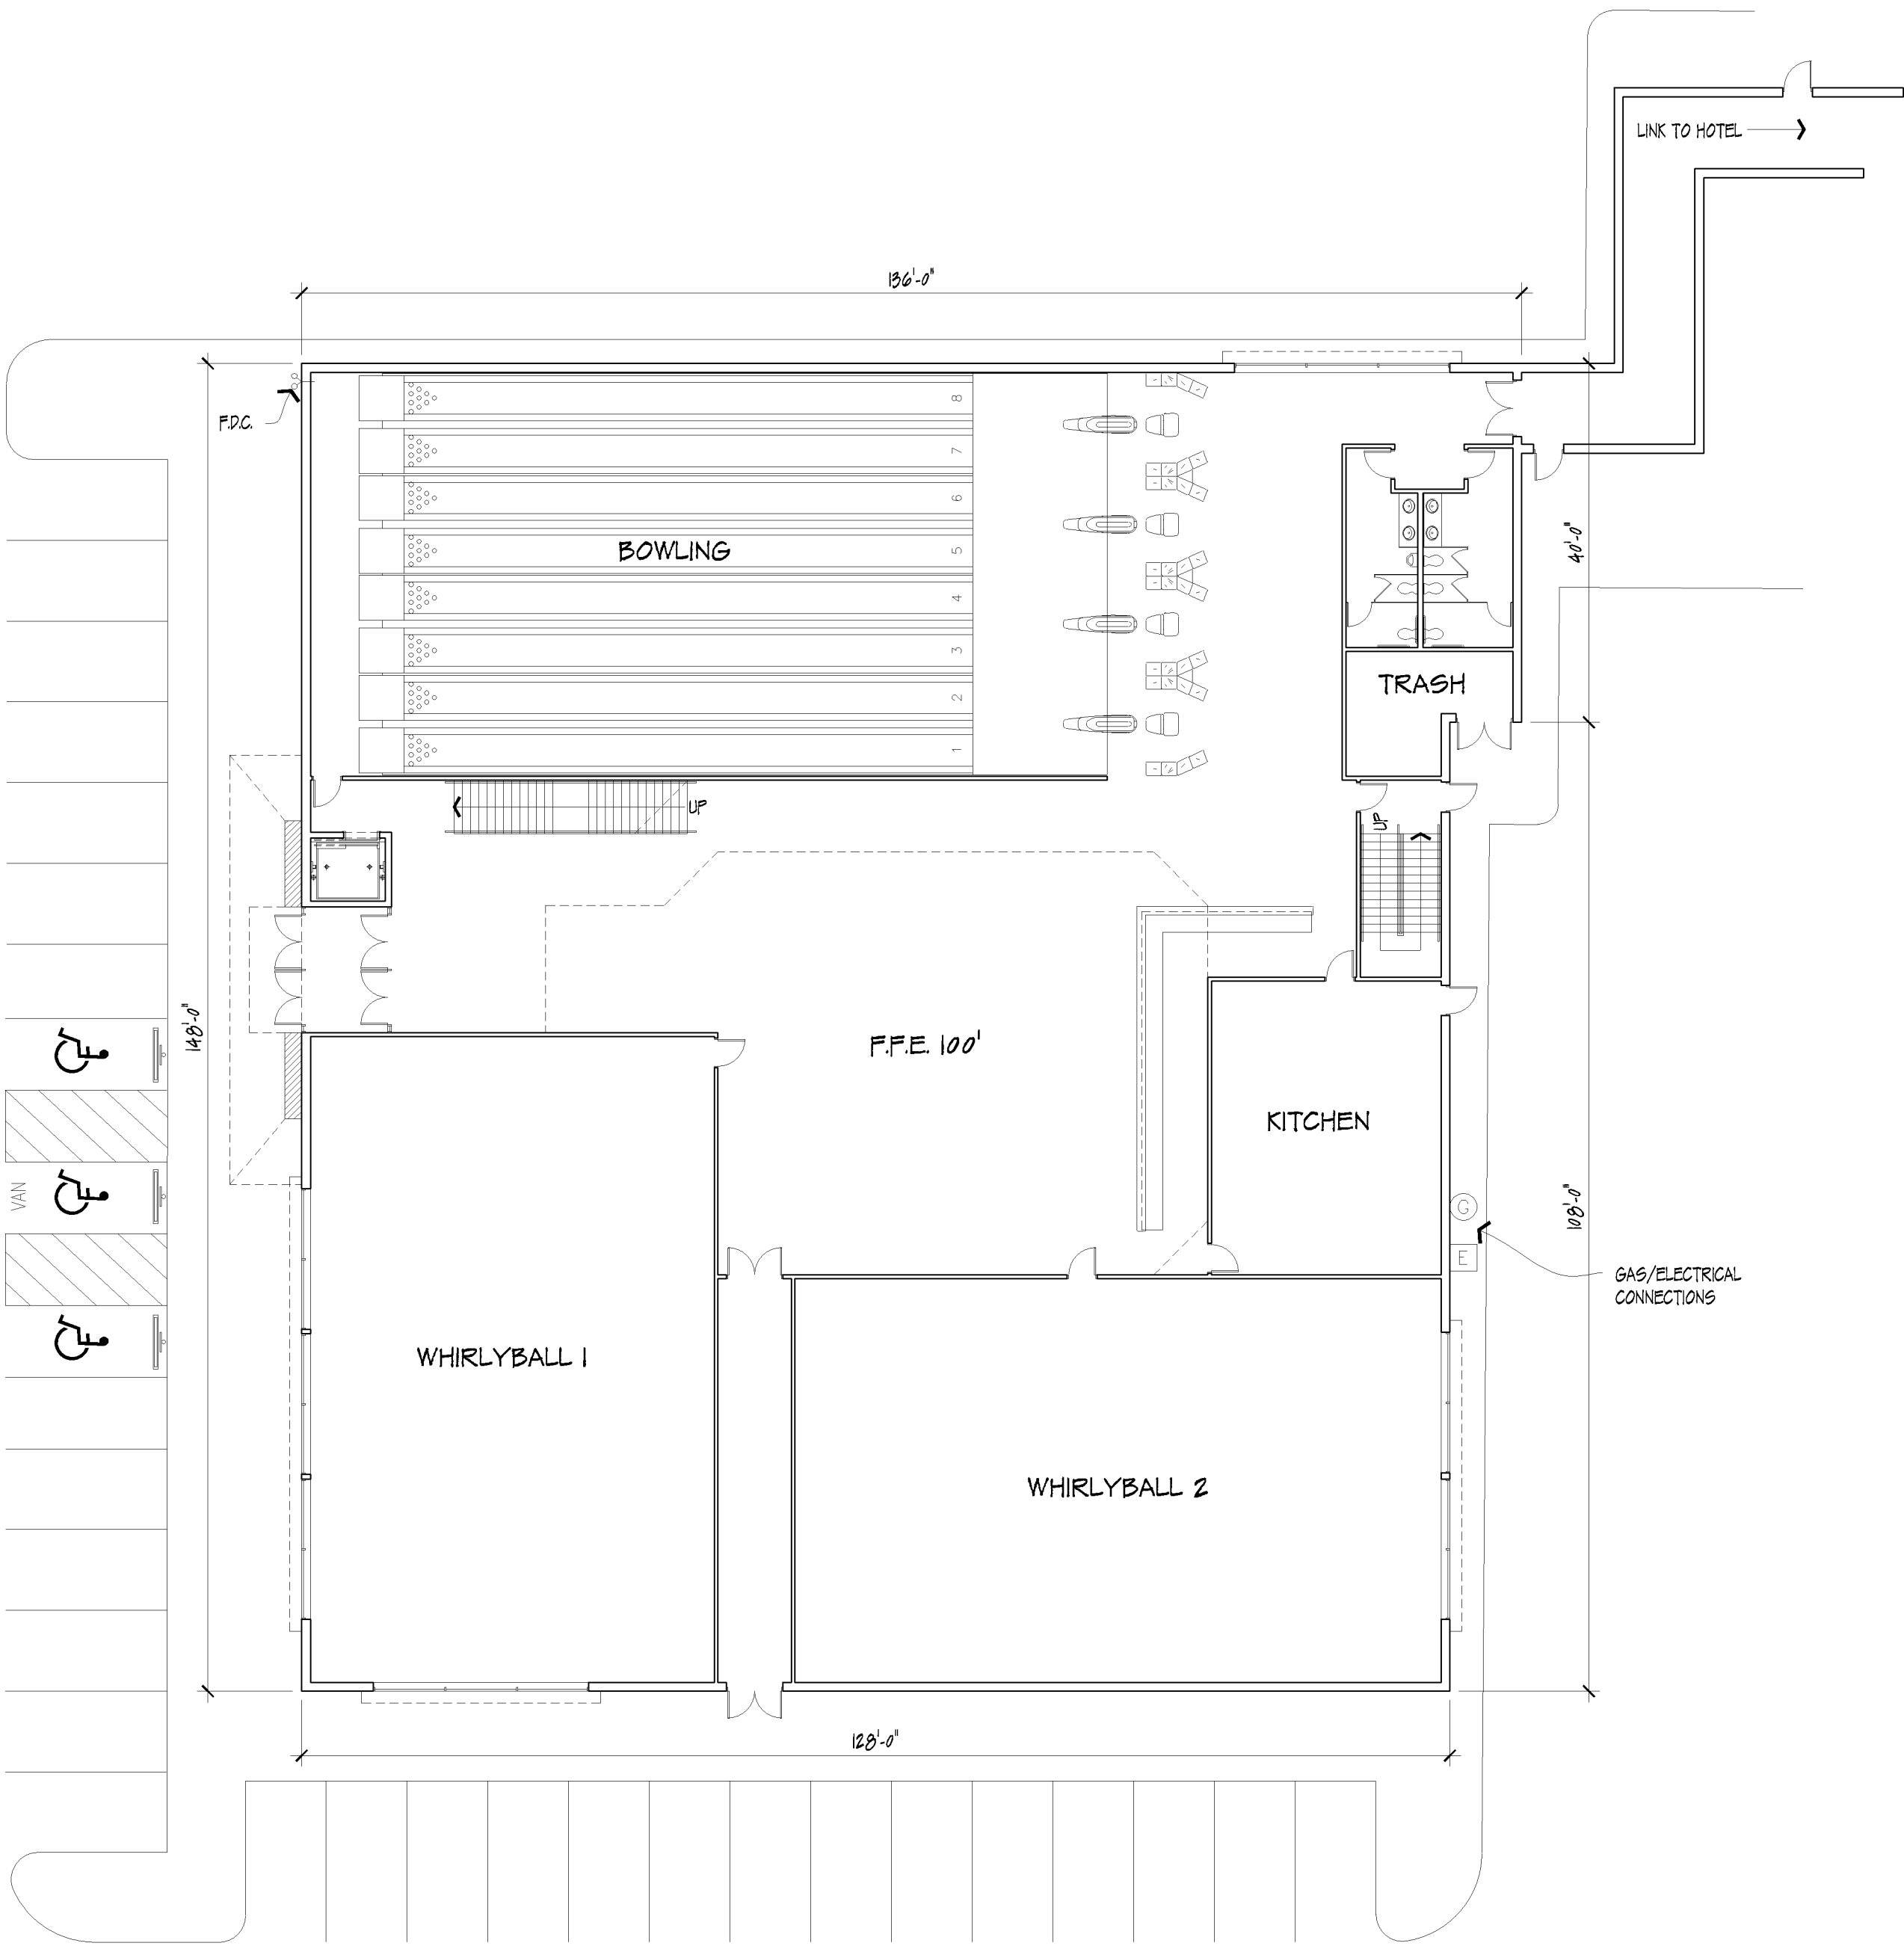 LINK TO HOTEL
136'-0"
F.D.C.
8
7
6
BOWLING
5
4
3
2
1
40'-0"
TRASH
UP
UP
148'-0"
F.F.E. 100'
KITCHEN
VAN
G
E
108'-0"
GAS/ELECTRICAL
CONNECTIONS
WHIRLYBALL 1
WHIRLYBALL 2
128'-0"